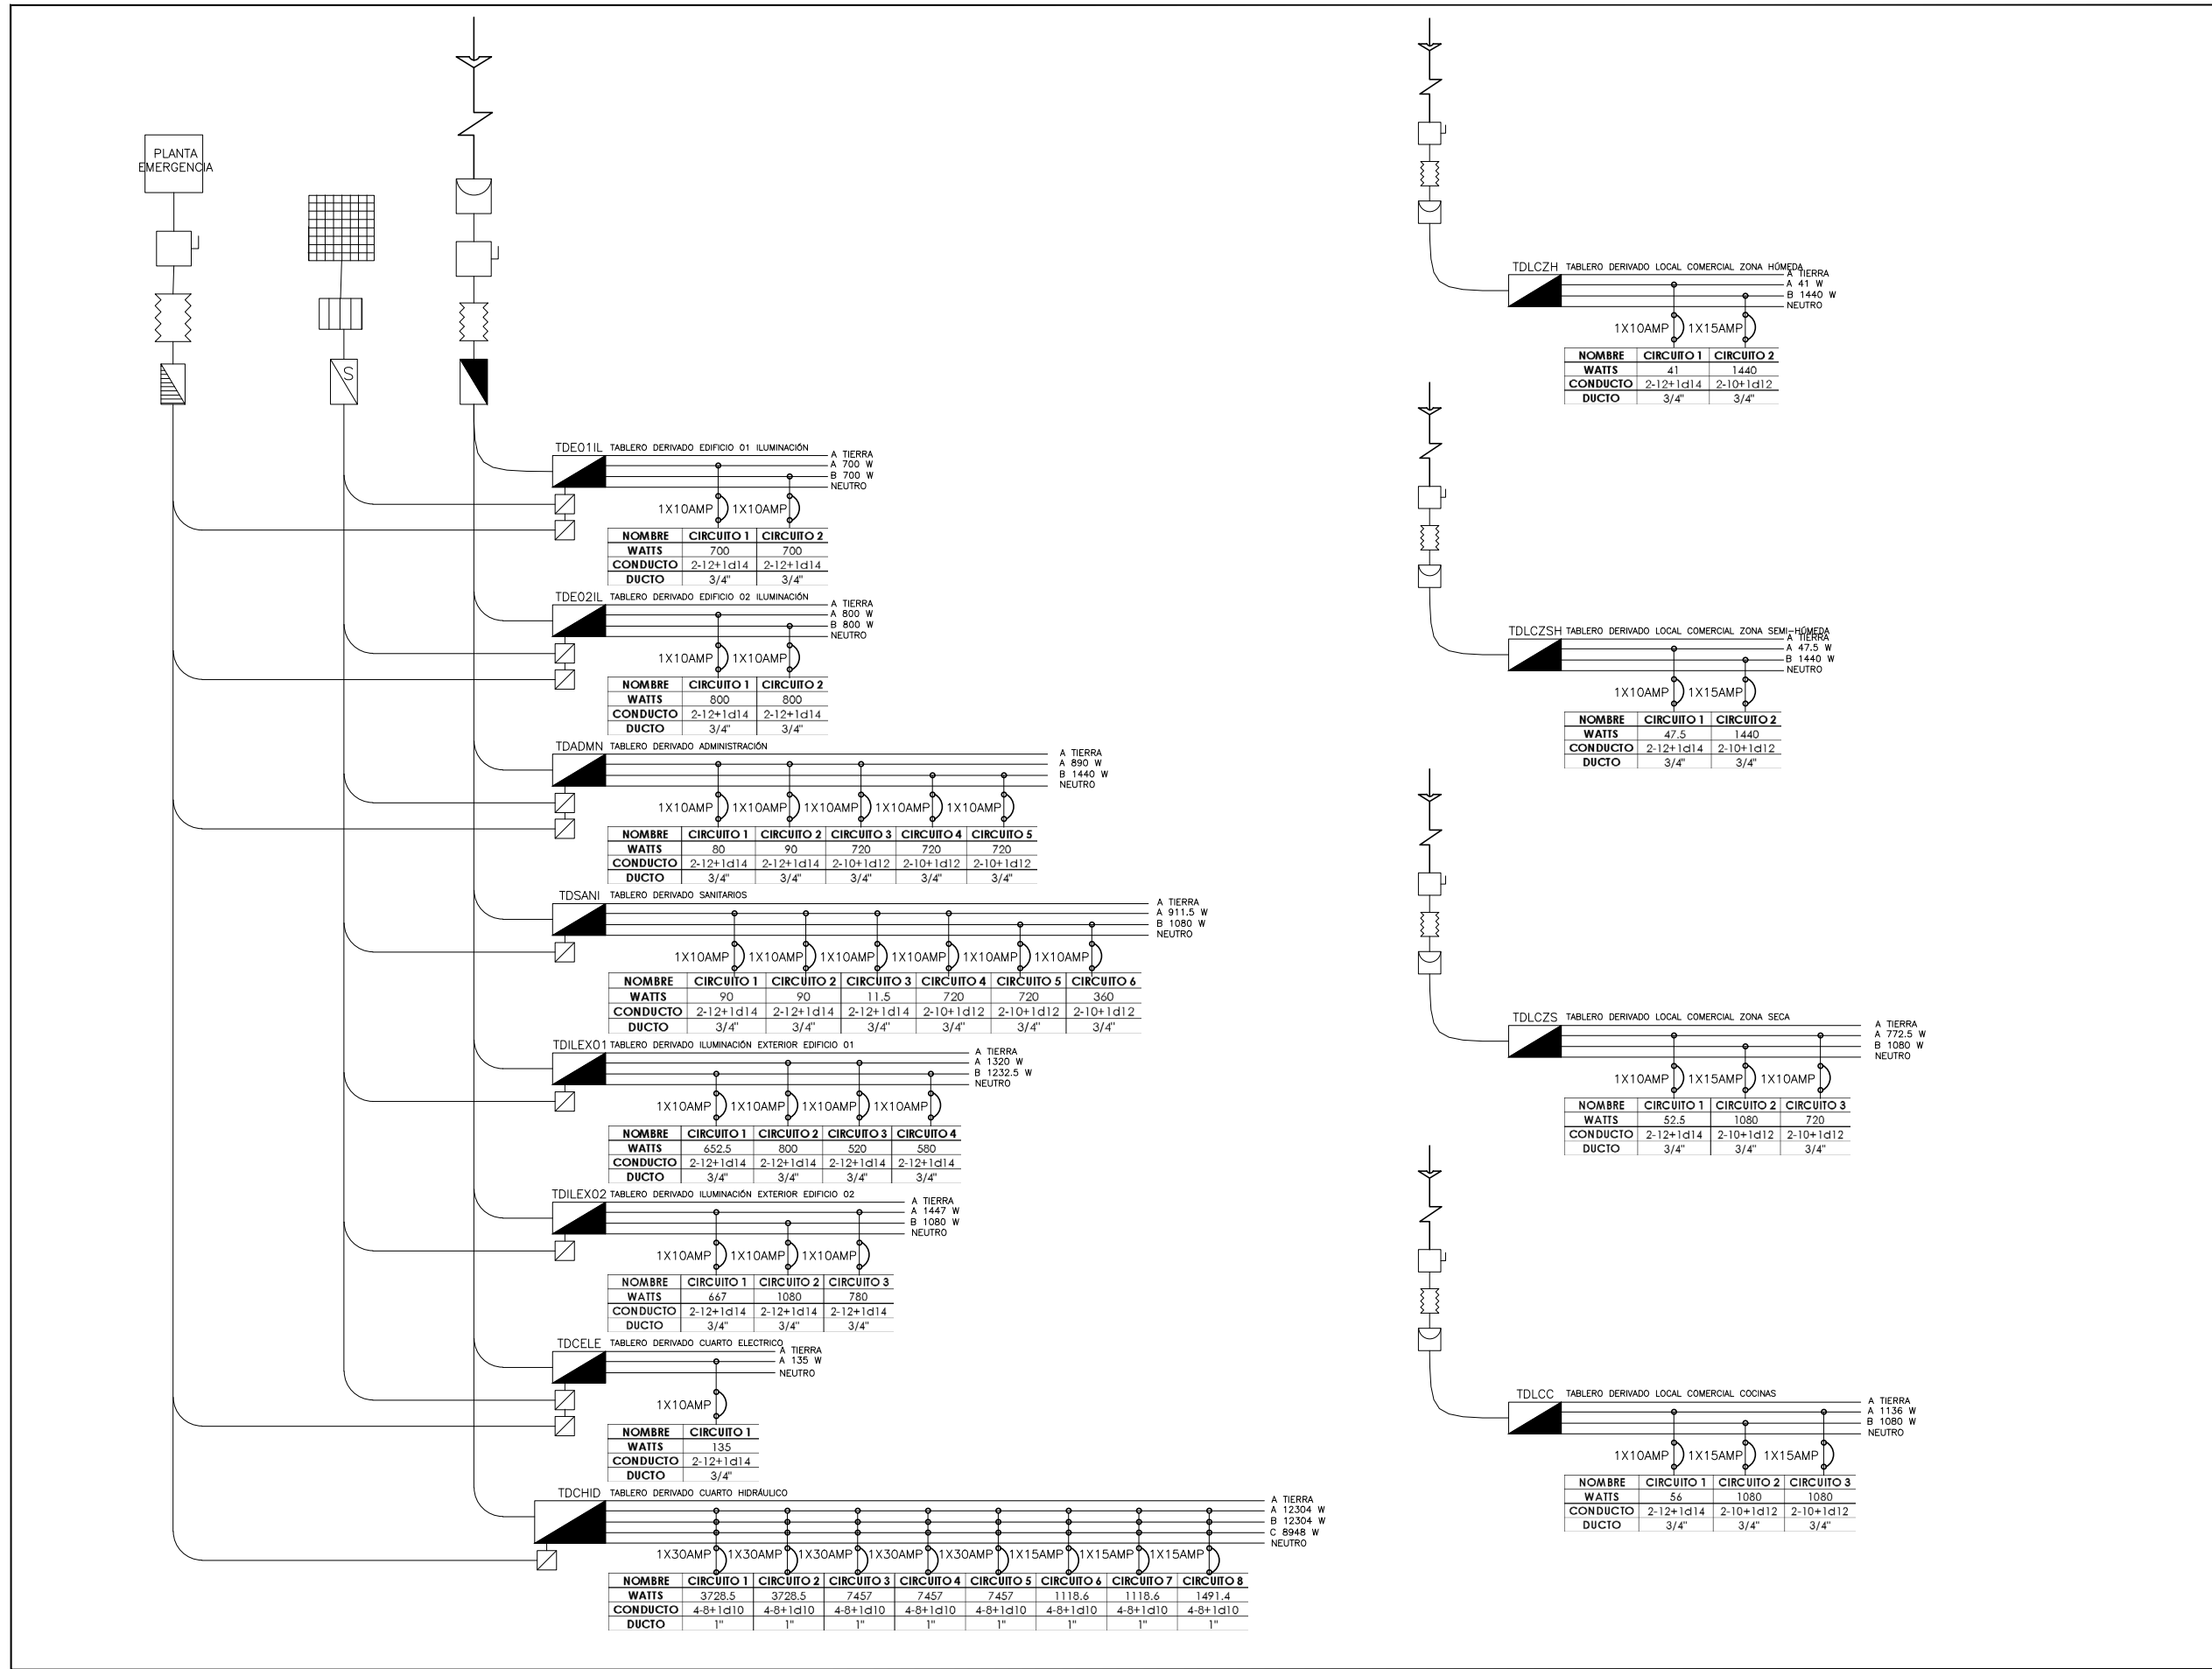 PLANTA
EMERGENCIA
S
TDE01IL TABLERO DERIVADO EDIFICIO 01 ILUMINACIÓN
A TIERRA
A 700 W
B 700 W
NEUTRO
1X10AMP 1X10AMP
NOMBRE CIRCUITO 1 CIRCUITO 2
WATTS 700 700
CONDUCTO 2-12+1d14 2-12+1d14
DUCTO 3/4" 3/4"
TDE02IL TABLERO DERIVADO EDIFICIO 02 ILUMINACIÓN
A TIERRA
A 800 W
B 800 W
NEUTRO
1X10AMP 1X10AMP
NOMBRE CIRCUITO 1 CIRCUITO 2
WATTS 800 800
CONDUCTO 2-12+1d14 2-12+1d14
DUCTO 3/4" 3/4"
TDADMN TABLERO DERIVADO ADMINISTRACIÓN
A TIERRA
A 890 W
B 1440 W
NEUTRO
1X10AMP 1X10AMP 1X10AMP 1X10AMP 1X10AMP
NOMBRE CIRCUITO 1 CIRCUITO 2 CIRCUITO 3 CIRCUITO 4 CIRCUITO 5
WATTS 80 90 720 720 720
CONDUCTO 2-12+1d14 2-12+1d14 2-10+1d12 2-10+1d12 2-10+1d12
DUCTO 3/4" 3/4" 3/4" 3/4" 3/4"
TDSANI TABLERO DERIVADO SANITARIOS
A TIERRA
A 911.5 W
B 1080 W
NEUTRO
1X10AMP 1X10AMP 1X10AMP 1X10AMP 1X10AMP 1X10AMP
NOMBRE CIRCUITO 1 CIRCUITO 2 CIRCUITO 3 CIRCUITO 4 CIRCUITO 5 CIRCUITO 6
WATTS 90 90 11.5 720 720 360
CONDUCTO 2-12+1d14 2-12+1d14 2-12+1d14 2-10+1d12 2-10+1d12 2-10+1d12
DUCTO 3/4" 3/4" 3/4" 3/4" 3/4" 3/4"
TDILEX01 TABLERO DERIVADO ILUMINACIÓN EXTERIOR EDIFICIO 01
A TIERRA
A 1320 W
B 1232.5 W
NEUTRO
1X10AMP 1X10AMP 1X10AMP 1X10AMP
NOMBRE CIRCUITO 1 CIRCUITO 2 CIRCUITO 3 CIRCUITO 4
WATTS 652.5 800 520 580
CONDUCTO 2-12+1d14 2-12+1d14 2-12+1d14 2-12+1d14
DUCTO 3/4" 3/4" 3/4" 3/4"
TDILEX02 TABLERO DERIVADO ILUMINACIÓN EXTERIOR EDIFICIO 02
A TIERRA
A 1447 W
B 1080 W
NEUTRO
1X10AMP 1X10AMP 1X10AMP
NOMBRE CIRCUITO 1 CIRCUITO 2 CIRCUITO 3
WATTS 667 1080 780
CONDUCTO 2-12+1d14 2-12+1d14 2-12+1d14
DUCTO 3/4" 3/4" 3/4"
TDCELE TABLERO DERIVADO CUARTO ELECTRICO
A TIERRA
A 135 W
NEUTRO
1X10AMP
NOMBRE CIRCUITO 1
WATTS 135
CONDUCTO 2-12+1d14
DUCTO 3/4"
TDCHID TABLERO DERIVADO CUARTO HIDRÁULICO
A TIERRA
A 12304 W
B 12304 W
C 8948 W
NEUTRO
1X30AMP 1X30AMP 1X30AMP 1X30AMP 1X30AMP 1X15AMP 1X15AMP 1X15AMP
NOMBRE CIRCUITO 1 CIRCUITO 2 CIRCUITO 3 CIRCUITO 4 CIRCUITO 5 CIRCUITO 6 CIRCUITO 7 CIRCUITO 8
WATTS 3728.5 3728.5 7457 7457 7457 1118.6 1118.6 1491.4
CONDUCTO 4-8+1d10 4-8+1d10 4-8+1d10 4-8+1d10 4-8+1d10 4-8+1d10 4-8+1d10 4-8+1d10
DUCTO 1" 1" 1" 1" 1" 1" 1" 1"
TDLCZH TABLERO DERIVADO LOCAL COMERCIAL ZONA HÚMEDA
A TIERRA
A 41 W
B 1440 W
NEUTRO
1X10AMP 1X15AMP
NOMBRE CIRCUITO 1 CIRCUITO 2
WATTS 41 1440
CONDUCTO 2-12+1d14 2-10+1d12
DUCTO 3/4" 3/4"
TDLCZSH TABLERO DERIVADO LOCAL COMERCIAL ZONA SEMI-HÚMEDA
A TIERRA
A 47.5 W
B 1440 W
NEUTRO
1X10AMP 1X15AMP
NOMBRE CIRCUITO 1 CIRCUITO 2
WATTS 47.5 1440
CONDUCTO 2-12+1d14 2-10+1d12
DUCTO 3/4" 3/4"
TDLCZS TABLERO DERIVADO LOCAL COMERCIAL ZONA SECA
A TIERRA
A 772.5 W
B 1080 W
NEUTRO
1X10AMP 1X15AMP 1X10AMP
NOMBRE CIRCUITO 1 CIRCUITO 2 CIRCUITO 3
WATTS 52.5 1080 720
CONDUCTO 2-12+1d14 2-10+1d12 2-10+1d12
DUCTO 3/4" 3/4" 3/4"
TDLCC TABLERO DERIVADO LOCAL COMERCIAL COCINAS
A TIERRA
A 1136 W
B 1080 W
NEUTRO
1X10AMP 1X15AMP 1X15AMP
NOMBRE CIRCUITO 1 CIRCUITO 2 CIRCUITO 3
WATTS 56 1080 1080
CONDUCTO 2-12+1d14 2-10+1d12 2-10+1d12
DUCTO 3/4" 3/4" 3/4"